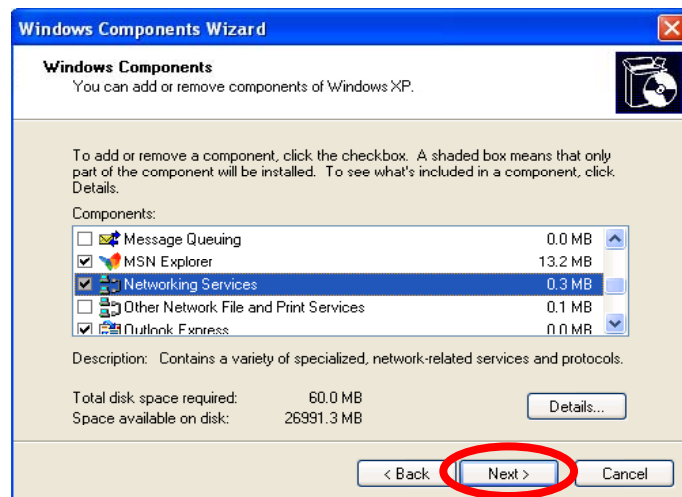 Windows Components Wizard
Windows Components
You can add or remove components of Windows XP.
To add or remove a component, click the checkbox. A shaded box means that only
part of the component will be installed. To see what's included in a component, click
Details.
Components:
Message Queuing 0.0 MB
MSN Explorer 13.2 MB
Networking Services 0.3 MB
Other Network File and Print Services 0.1 MB
Outlook Express 0.0 MB
Description: Contains a variety of specialized, network-related services and protocols.
Total disk space required: 60.0 MB
Space available on disk: 26991.3 MB
Details...
< Back Next > Cancel